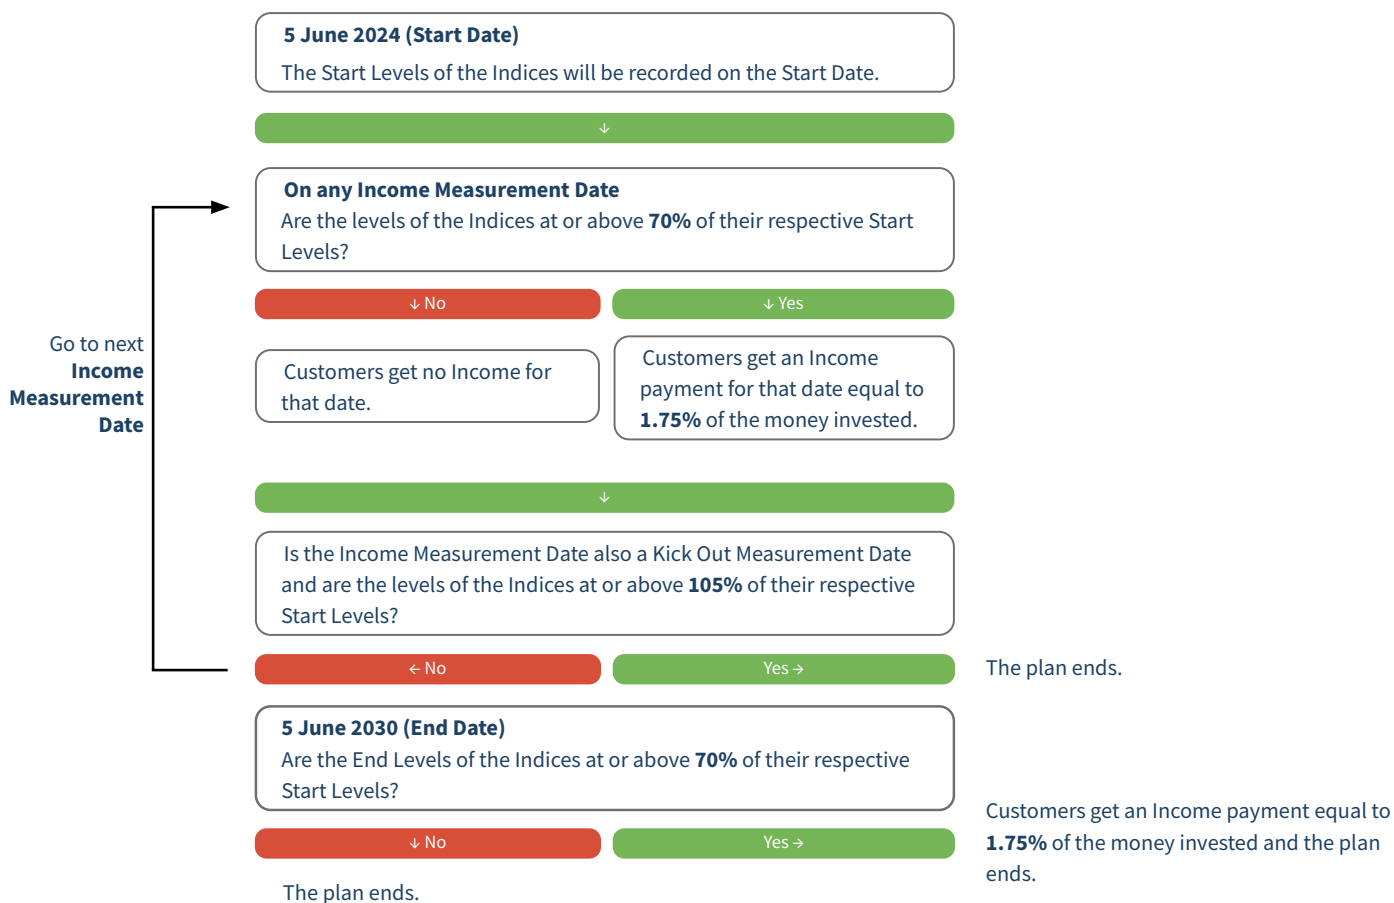 5 June 2024 (Start Date)
The Start Levels of the Indices will be recorded on the Start Date.
↓
On any Income Measurement Date
Are the levels of the Indices at or above 70% of their respective Start
Levels?
↓ No
↓ Yes
Go to next
Income
Measurement
Date
Customers get no Income for
that date.
Customers get an Income
payment for that date equal to
1.75% of the money invested.
↓
Is the Income Measurement Date also a Kick Out Measurement Date
and are the levels of the Indices at or above 105% of their respective
Start Levels?
← No
Yes →
The plan ends.
5 June 2030 (End Date)
Are the End Levels of the Indices at or above 70% of their respective
Start Levels?
↓ No
Yes →
Customers get an Income payment equal to
1.75% of the money invested and the plan
ends.
The plan ends.